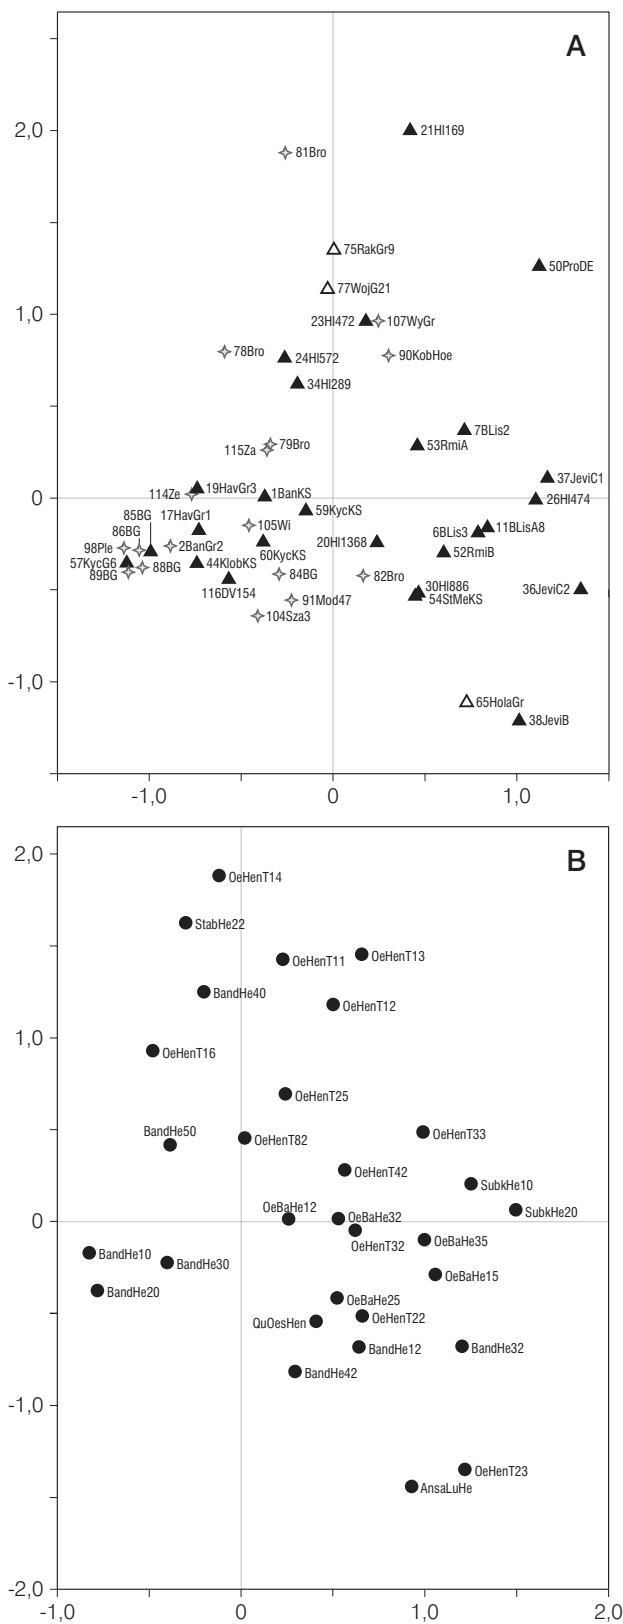 A
2,0
21Hl169
81Bro
75RakGr9
50ProDE
77WojG21
1,0
23Hl472
107WyGr
78Bro
90KobHoe
24Hl572
34Hl289
7BLis2
79Bro
53RmiA
115Za
37JeviC1
19HavGr3
114Ze
1BanKS
0
26Hl474
85BG
17HavGr1
59KycKS
86BG
105Wi
11BLisA8
6BLis3
98Ple
2BanGr2
20Hl1368
52RmiB
60KycKS
57KycG6
88BG
44KlobKS
89BG
84BG
82Bro
116DV154
30Hl886
36JeviC2
91Mod47
54StMeKS
104Sza3
-1,0
65HolaGr
38JeviB
-1,0 0 1,0
B
2,0
OeHenT14
StabHe22
OeHenT11
OeHenT13
BandHe40
OeHenT12
1,0
OeHenT16
OeHenT25
BandHe50
OeHenT82
OeHenT33
OeHenT42
SubkHe10
OeBaHe12
OeBaHe32
SubkHe20
0
OeHenT32
OeBaHe35
BandHe10
BandHe30
OeBaHe15
BandHe20
OeBaHe25
QuOesHen
OeHenT22
BandHe12
BandHe32
BandHe42
-1,0
OeHenT23
AnsaLuHe
-2,0
-1,0 0 1,0 2,0